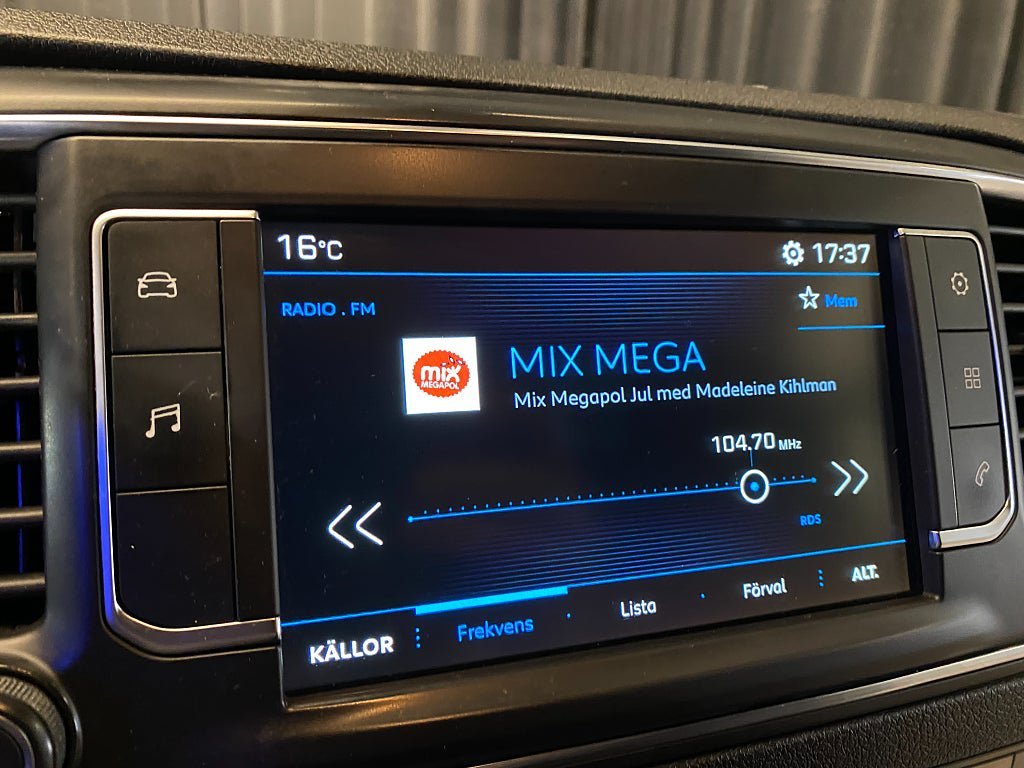 16°C
17:37
RADIO . FM
Mem
mix
MEGAPOL
MIX MEGA
Mix Megapol Jul med Madeleine Kihlman
104.70 MHz
RDS
KÄLLOR
Frekvens
Lista
Förval
ALT.